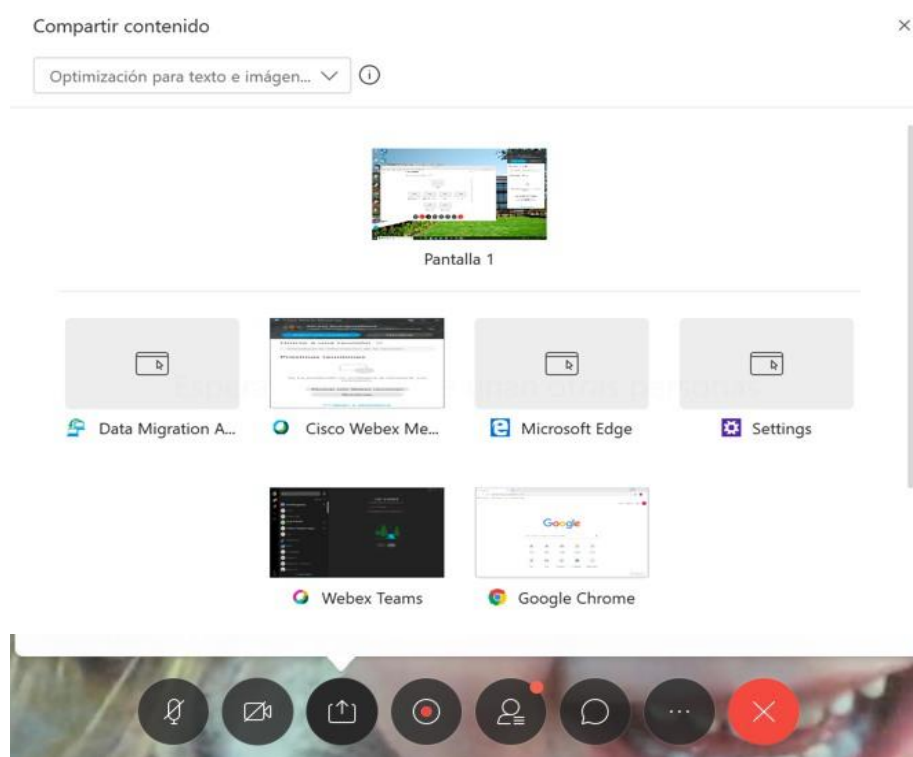 Compartir contenido
Optimización para texto e imágen...
Pantalla 1
Data Migration A...
Cisco Webex Me...
Microsoft Edge
Settings
Google
Webex Teams
Google Chrome